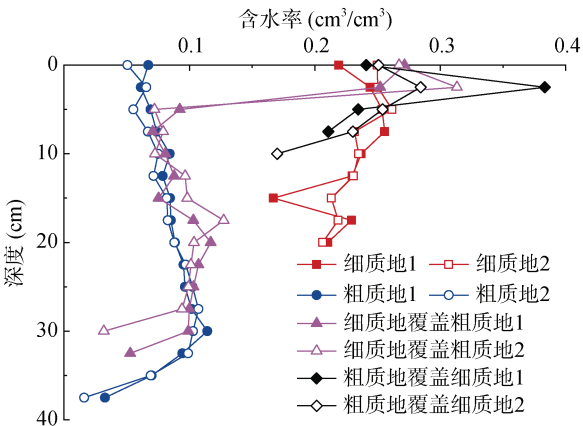 含水率 (cm³/cm³)
0.1 0.2 0.3 0.4
0
10
20
30
40
深度 (cm)
细质地1 细质地2
粗质地1 粗质地2
细质地覆盖粗质地1
细质地覆盖粗质地2
粗质地覆盖细质地1
粗质地覆盖细质地2